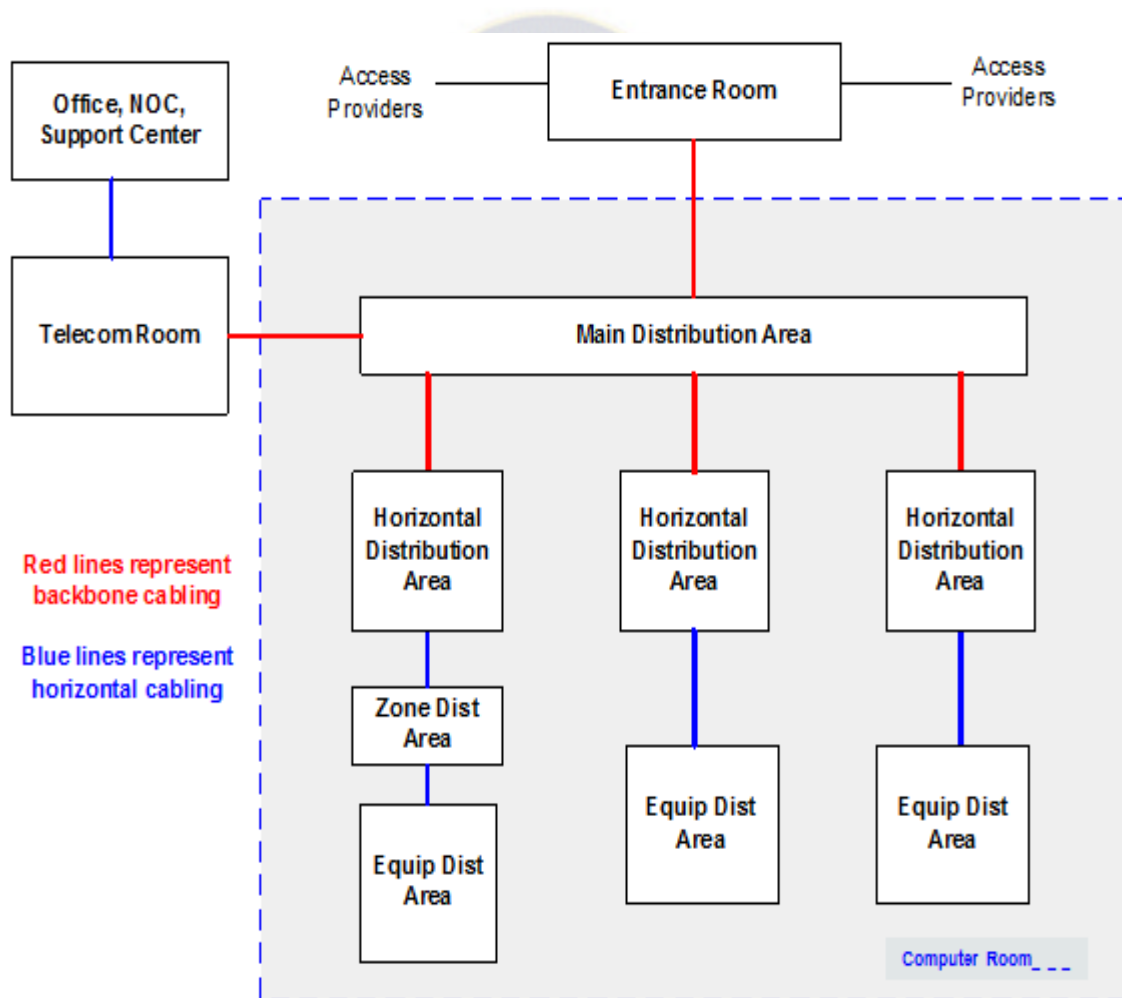 Access
Providers
Entrance Room
Access
Providers
Office, NOC,
Support Center
Telecom Room
Main Distribution Area
Horizontal
Distribution
Area
Horizontal
Distribution
Area
Horizontal
Distribution
Area
Red lines represent
backbone cabling
Blue lines represent
horizontal cabling
Zone Dist
Area
Equip Dist
Area
Equip Dist
Area
Equip Dist
Area
Computer Room_ _ _